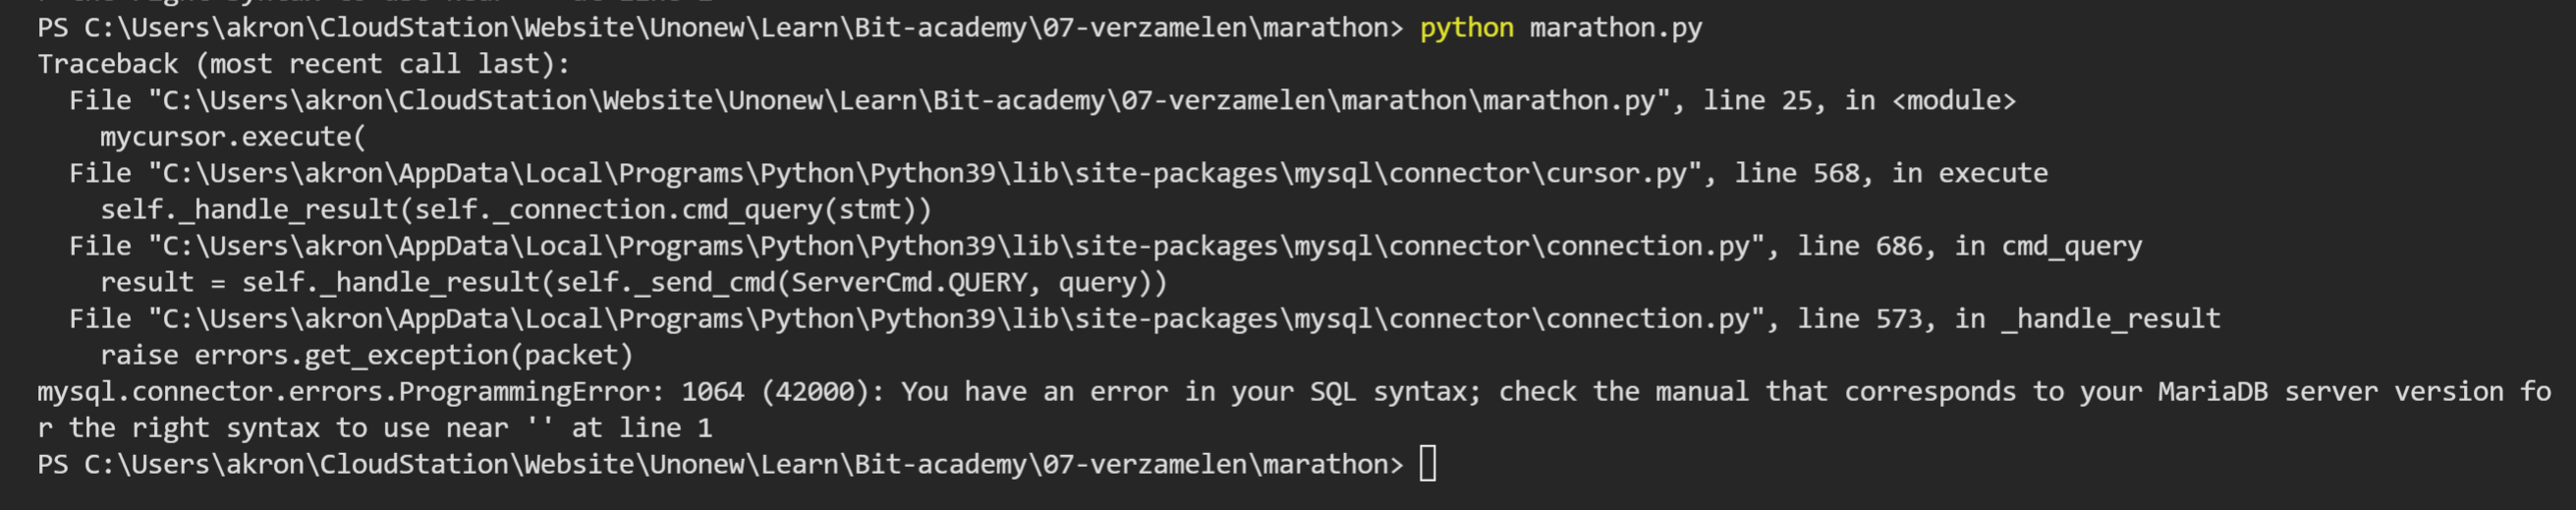 PS C:\Users\akron\CloudStation\Website\Unonew\Learn\Bit-academy\07-verzamelen\marathon> python marathon.py
Traceback (most recent call last):
  File "C:\Users\akron\CloudStation\Website\Unonew\Learn\Bit-academy\07-verzamelen\marathon\marathon.py", line 25, in <module>
    mycursor.execute(
  File "C:\Users\akron\AppData\Local\Programs\Python\Python39\lib\site-packages\mysql\connector\cursor.py", line 568, in execute
    self._handle_result(self._connection.cmd_query(stmt))
  File "C:\Users\akron\AppData\Local\Programs\Python\Python39\lib\site-packages\mysql\connector\connection.py", line 686, in cmd_query
    result = self._handle_result(self._send_cmd(ServerCmd.QUERY, query))
  File "C:\Users\akron\AppData\Local\Programs\Python\Python39\lib\site-packages\mysql\connector\connection.py", line 573, in _handle_result
    raise errors.get_exception(packet)
mysql.connector.errors.ProgrammingError: 1064 (42000): You have an error in your SQL syntax; check the manual that corresponds to your MariaDB server version fo
r the right syntax to use near '' at line 1
PS C:\Users\akron\CloudStation\Website\Unonew\Learn\Bit-academy\07-verzamelen\marathon>